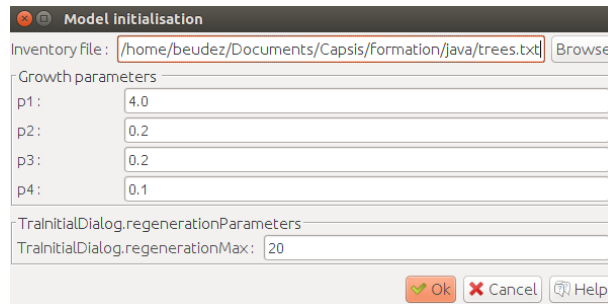 Model initialisation
Inventory file : /home/beudez/Documents/Capsis/formation/java/trees.txt Browse
Growth parameters
p1 : 4.0
p2 : 0.2
p3 : 0.2
p4 : 0.1
TraInitialDialog.regenerationParameters
TraInitialDialog.regenerationMax : 20
Ok Cancel Help